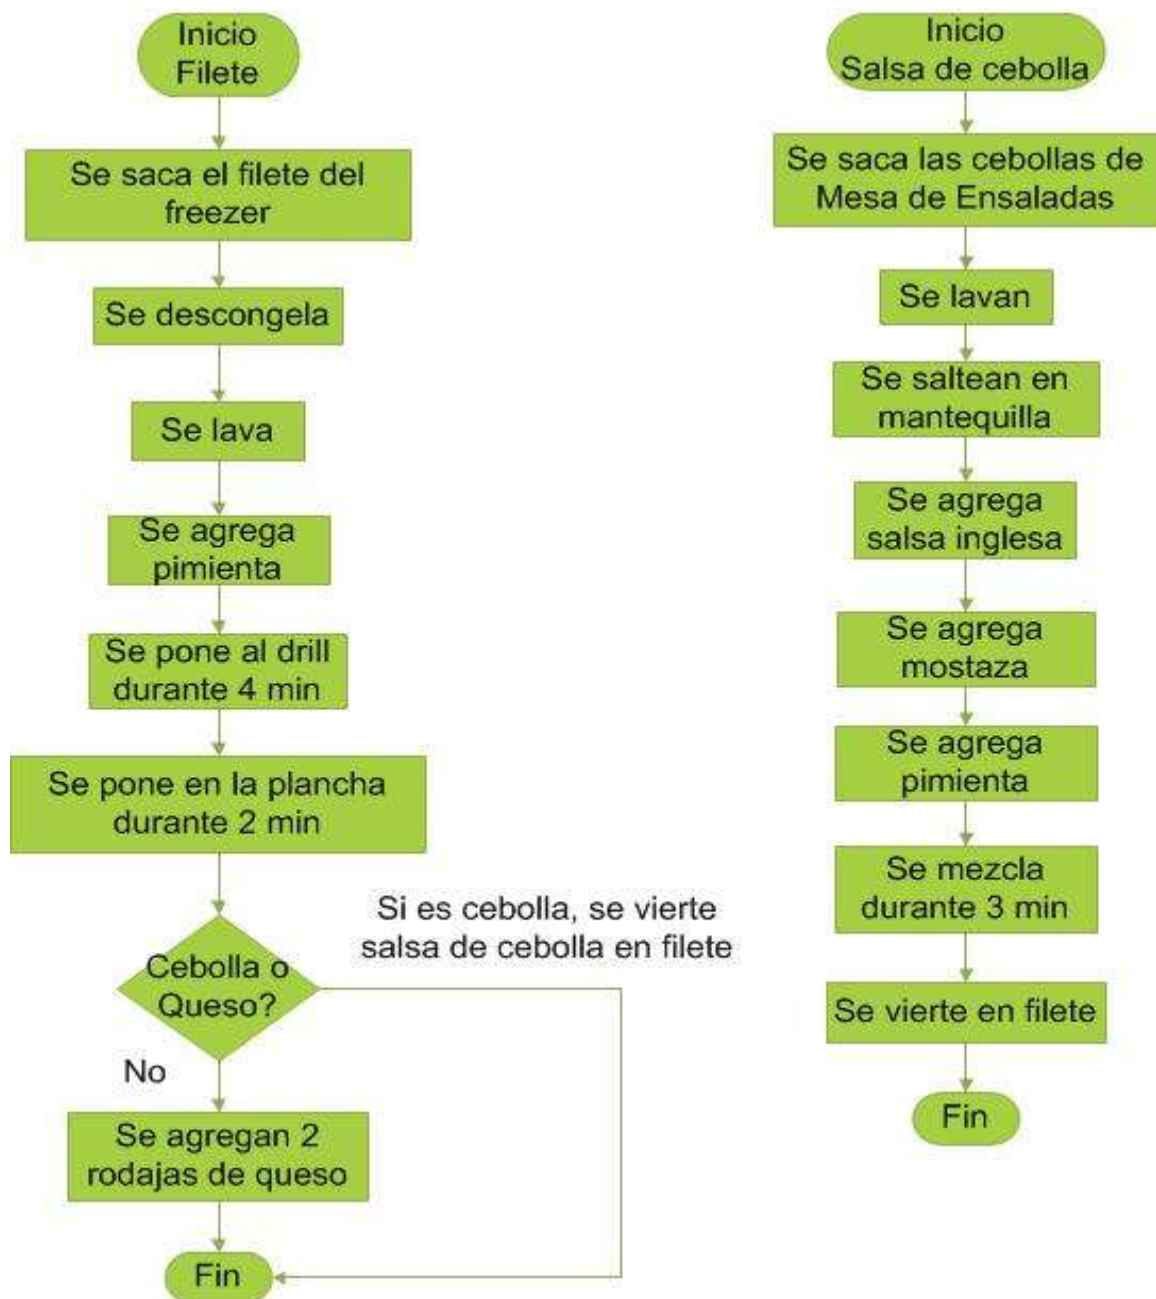 Inicio
Filete
Se saca el filete del
freezer
Se descongela
Se lava
Se agrega
pimienta
Se pone al drill
durante 4 min
Se pone en la plancha
durante 2 min
Cebolla o
Queso?
Si es cebolla, se vierte
salsa de cebolla en filete
No
Se agregan 2
rodajas de queso
Fin
Inicio
Salsa de cebolla
Se saca las cebollas de
Mesa de Ensaladas
Se lavan
Se saltean en
mantequilla
Se agrega
salsa inglesa
Se agrega
mostaza
Se agrega
pimienta
Se mezcla
durante 3 min
Se vierte en filete
Fin